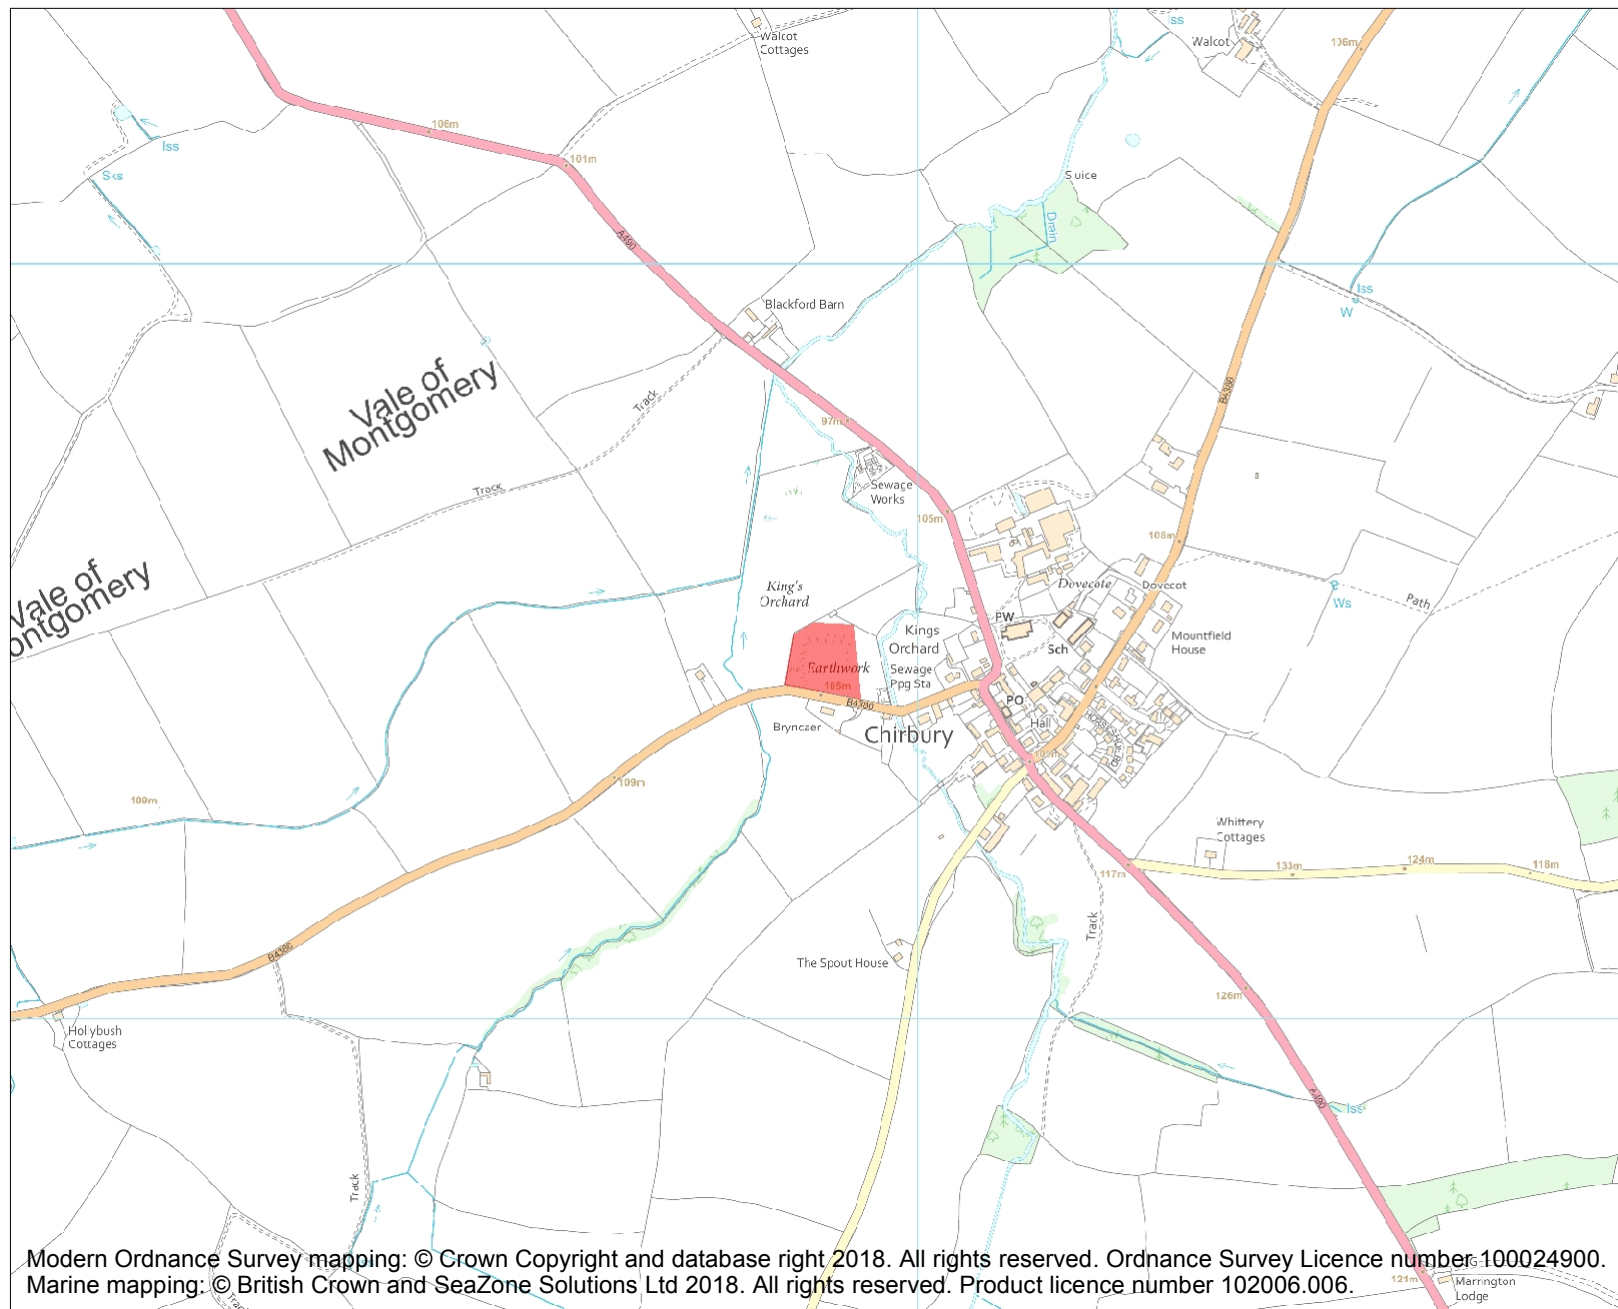 Walcot
Cottages
Iss
Walcot
136m
106m
Iss
101m
Sks
S uice
Drain
A490
Iss
W
Blackford Barn
Vale of
Montgomery
Track
B4386
97m
Track
Sewage
Works
105m
108m
Vale of
ontgomery
King's
Orchard
Dovecote
Dovecot
Ws
Path
PW
Kings
Orchard
Mountfield
House
Sch
Earthwork
Sewage
Ppg Sta
105m
B4386
PO
Hall
Bryncaer
Chirbury
109m
109m
Whittery
Cottages
133m
124m
118m
117m
Track
B4386
The Spout House
126m
Hollybush
Cottages
A490
Iss
Track
Modern Ordnance Survey mapping: © Crown Copyright and database right 2018. All rights reserved. Ordnance Survey Licence number 100024900.
Marine mapping: © British Crown and SeaZone Solutions Ltd 2018. All rights reserved. Product licence number 102006.006.
121m
Marrington
Lodge